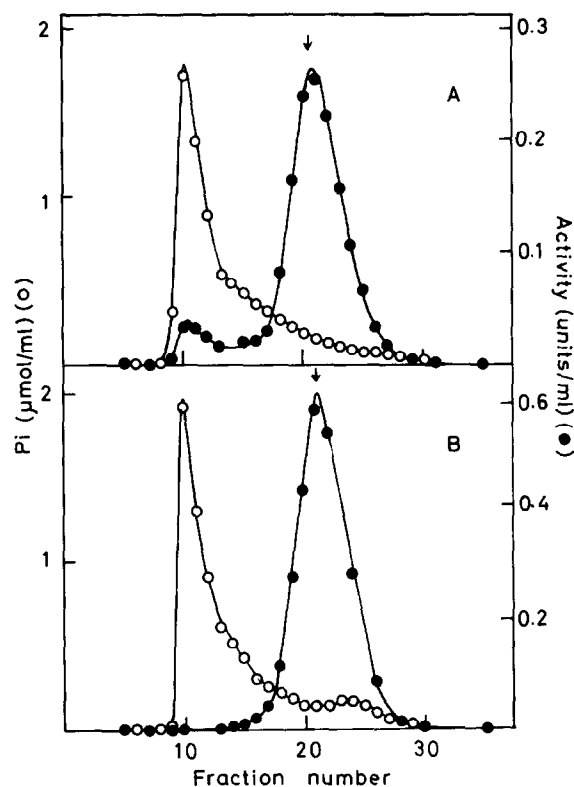 2
1
0.3
0.2
0.1
A
Pi (µmol/ml) (o)
Activity (units/ml) (●)
2
1
0.6
0.4
0.2
B
10
20
30
Fraction number